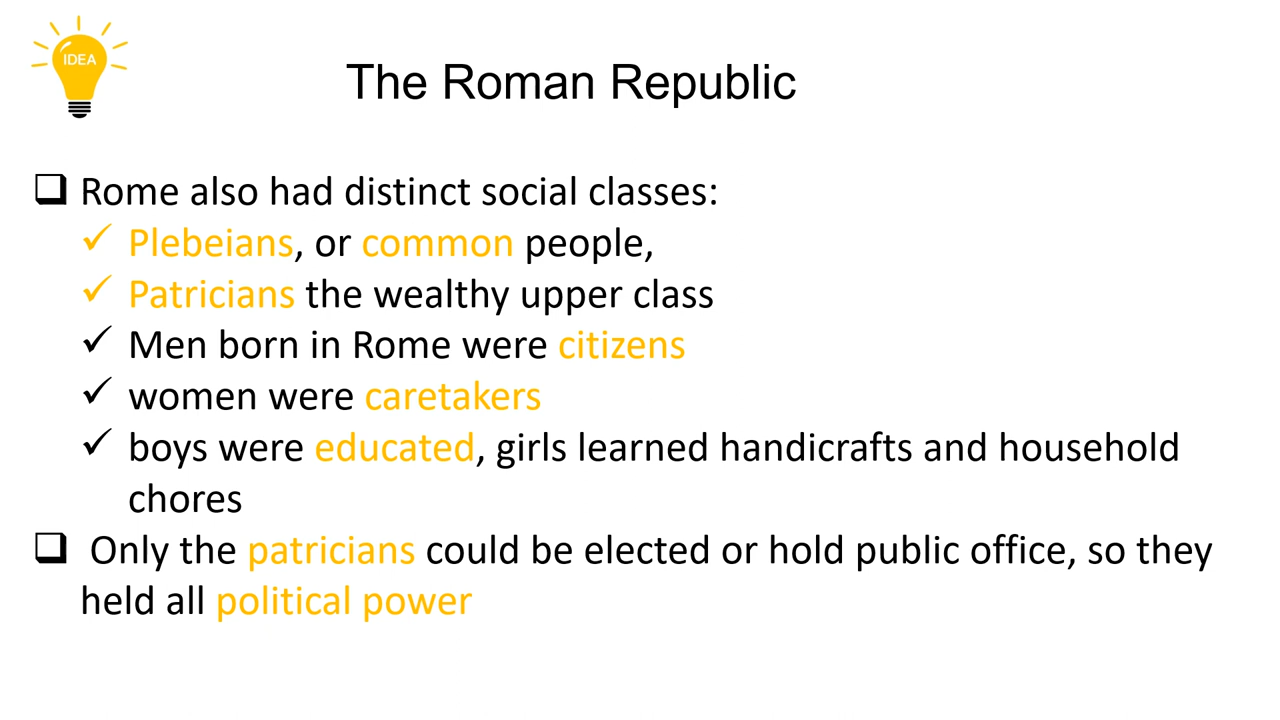 IDEA
The Roman Republic
❑ Rome also had distinct social classes:
✓ Plebeians, or common people,
✓ Patricians the wealthy upper class
✓ Men born in Rome were citizens
✓ women were caretakers
✓ boys were educated, girls learned handicrafts and household
chores
❑ Only the patricians could be elected or hold public office, so they
held all political power